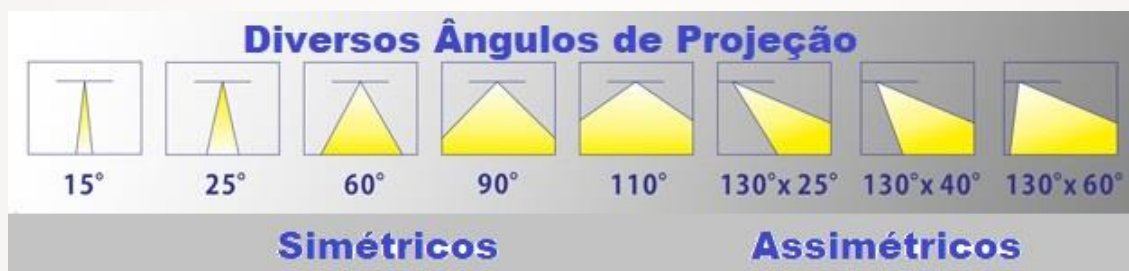 Diversos Ângulos de Projeção
15° 25° 60° 90° 110° 130°x 25° 130°x 40° 130°x 60°
Simétricos Assimétricos